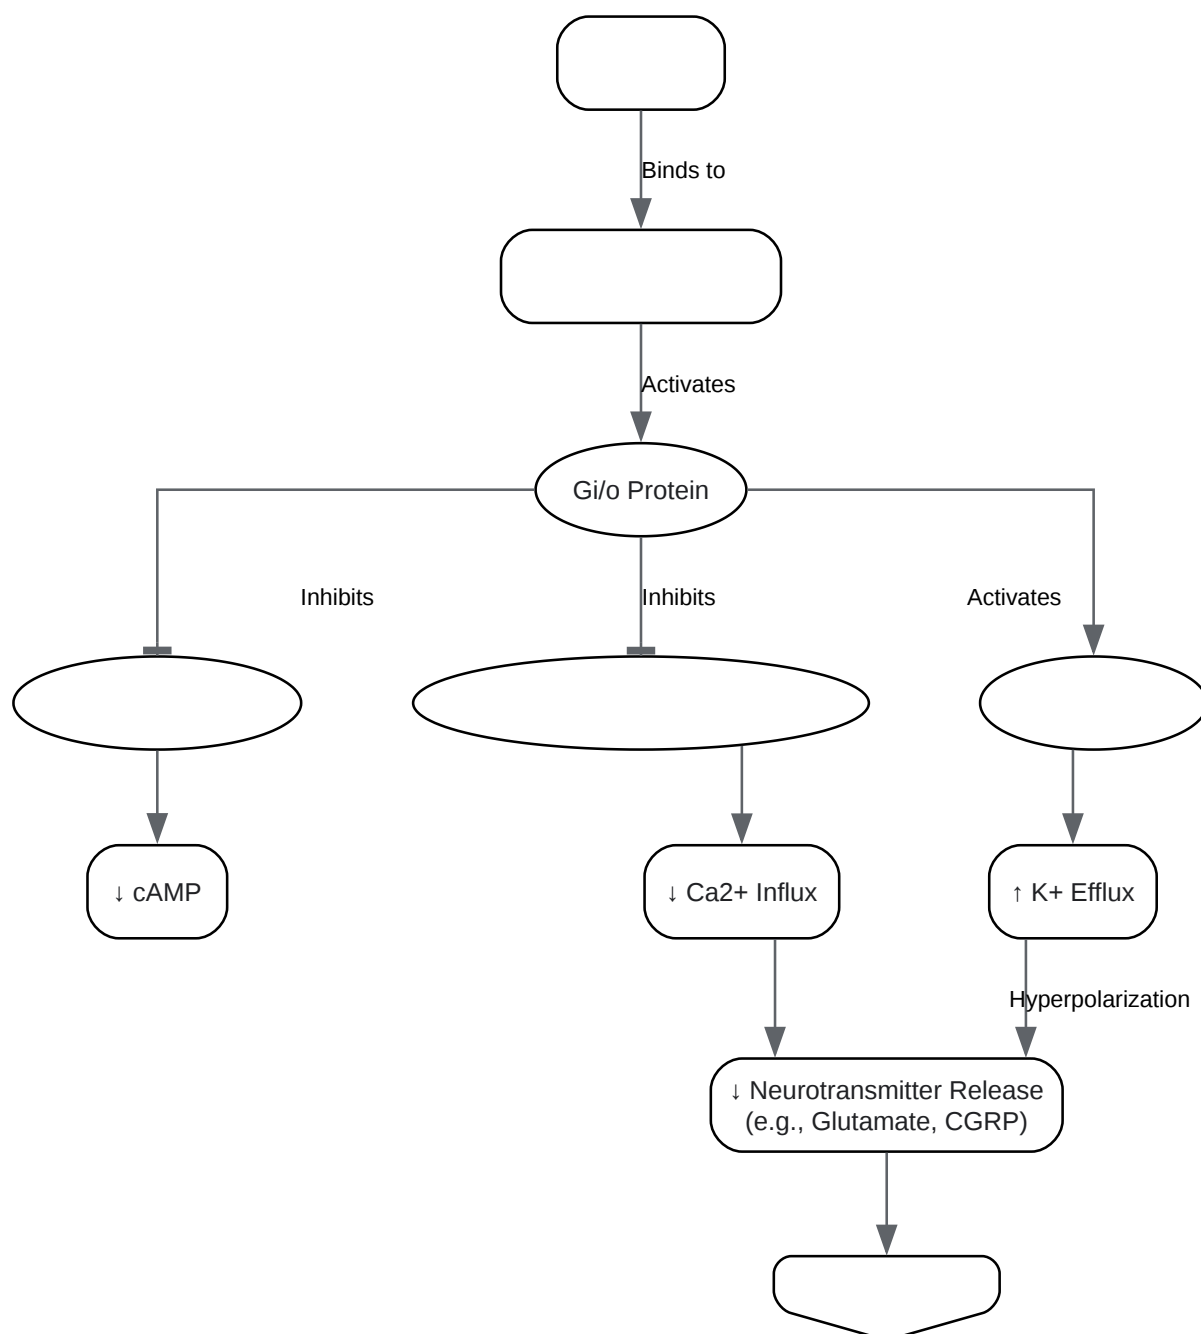 Binds to
Activates
Gi/o Protein
Inhibits
Inhibits
Activates
↓ cAMP
↓ Ca2+ Influx
↑ K+ Efflux
Hyperpolarization
↓ Neurotransmitter Release
(e.g., Glutamate, CGRP)